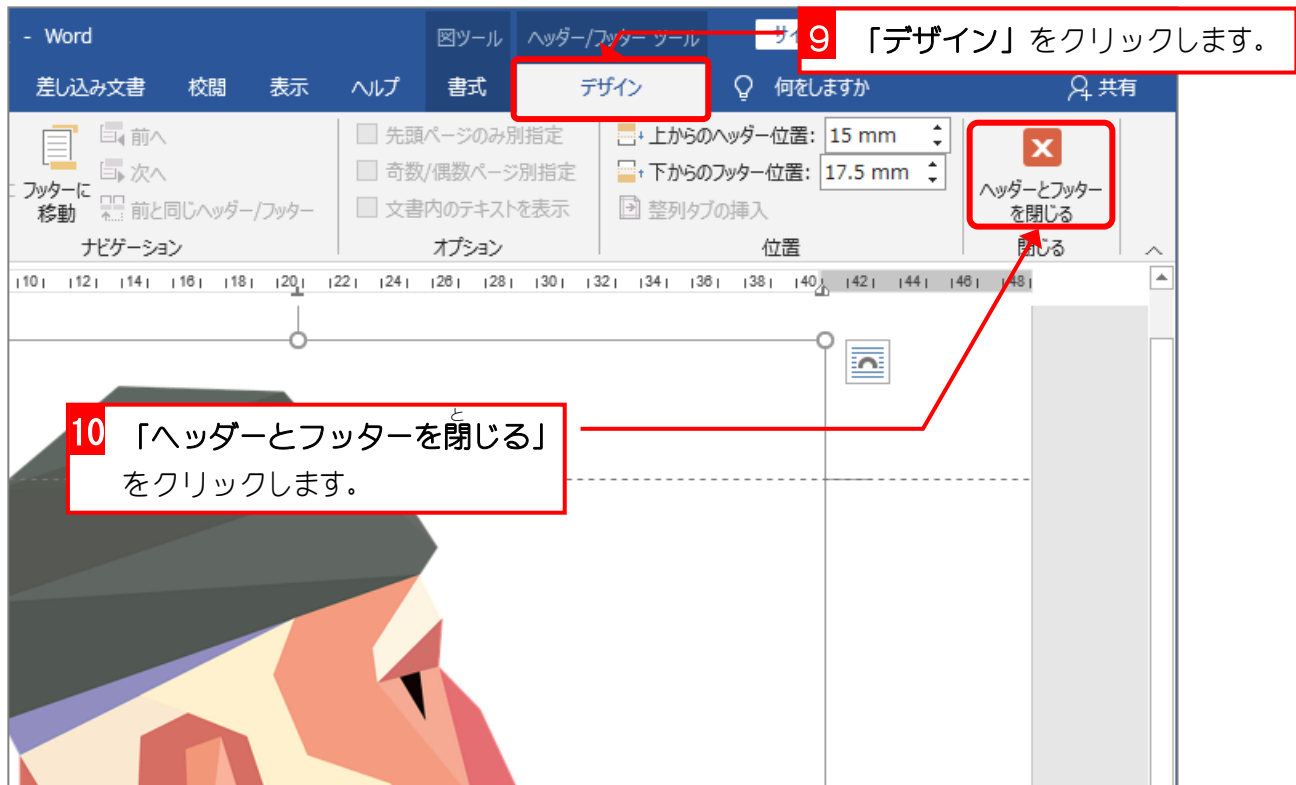 - Word
図ツール
ヘッダー/フッター ツール
9 「デザイン」をクリックします。
差し込み文書 校閲 表示 ヘルプ 書式 デザイン 何をしますか 共有
フッターに
移動
前へ
次へ
前と同じヘッダー/フッター
ナビゲーション
先頭ページのみ別指定
奇数/偶数ページ別指定
文書内のテキストを表示
オプション
上からのヘッダー位置: 15 mm
下からのフッター位置: 17.5 mm
整列タブの挿入
位置
ヘッダーとフッター
を閉じる
閉じる
10 12 14 16 18 20 22 24 26 28 30 32 34 36 38 40 42 44 46 48
と
10 「ヘッダーとフッターを閉じる」
をクリックします。